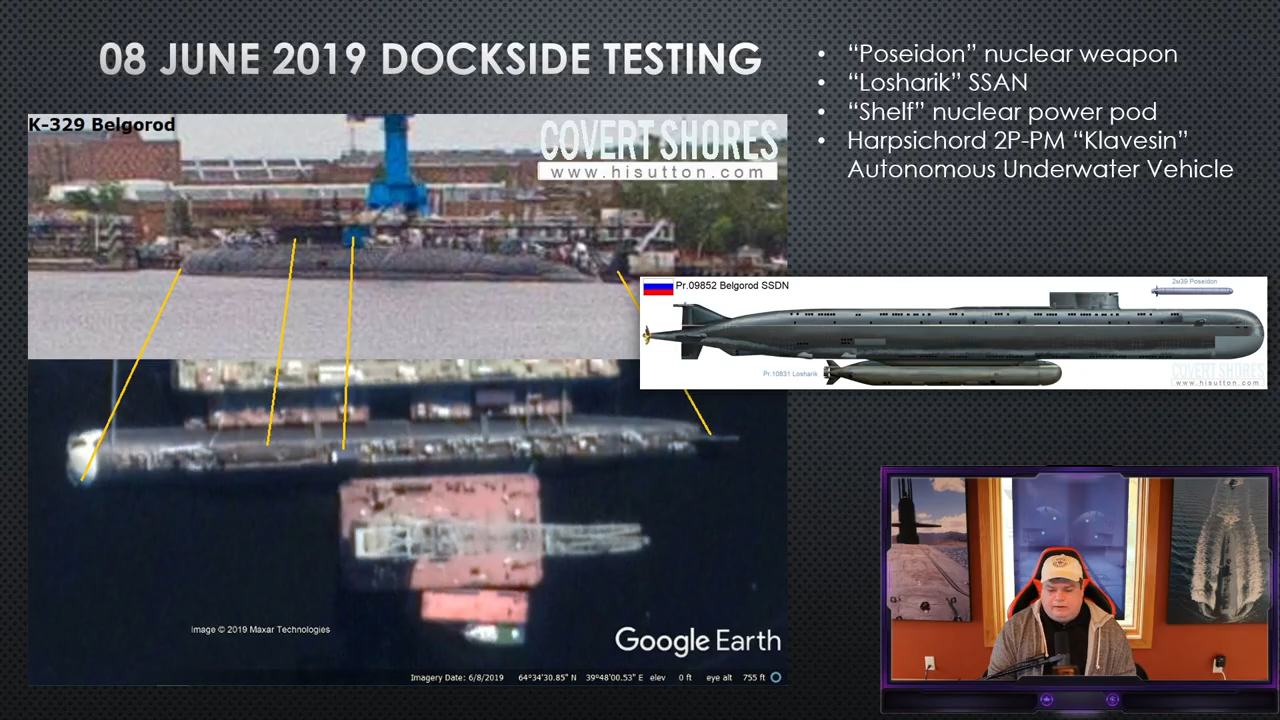 08 JUNE 2019 DOCKSIDE TESTING
• “Poseidon” nuclear weapon
• “Losharik” SSAN
• “Shelf” nuclear power pod
• Harpsichord 2P-PM “Klavesin”
Autonomous Underwater Vehicle
K-329 Belgorod
COVERT SHORES
www.hisutton.com
Pr.09852 Belgorod SSDN
2м39 Poseidon
Pr.10831 Losharik
COVERT SHORES
www.hisutton.com
Image © 2019 Maxar Technologies
Google Earth
Imagery Date: 6/8/2019 64°34'30.85" N 39°48'00.53" E elev 0 ft eye alt 755 ft